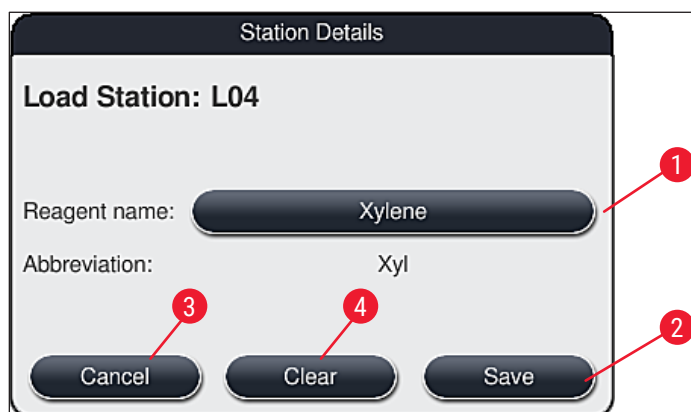 Station Details
Load Station: L04
1
Reagent name: Xylene
Abbreviation: Xyl
3 4
2
Cancel Clear Save